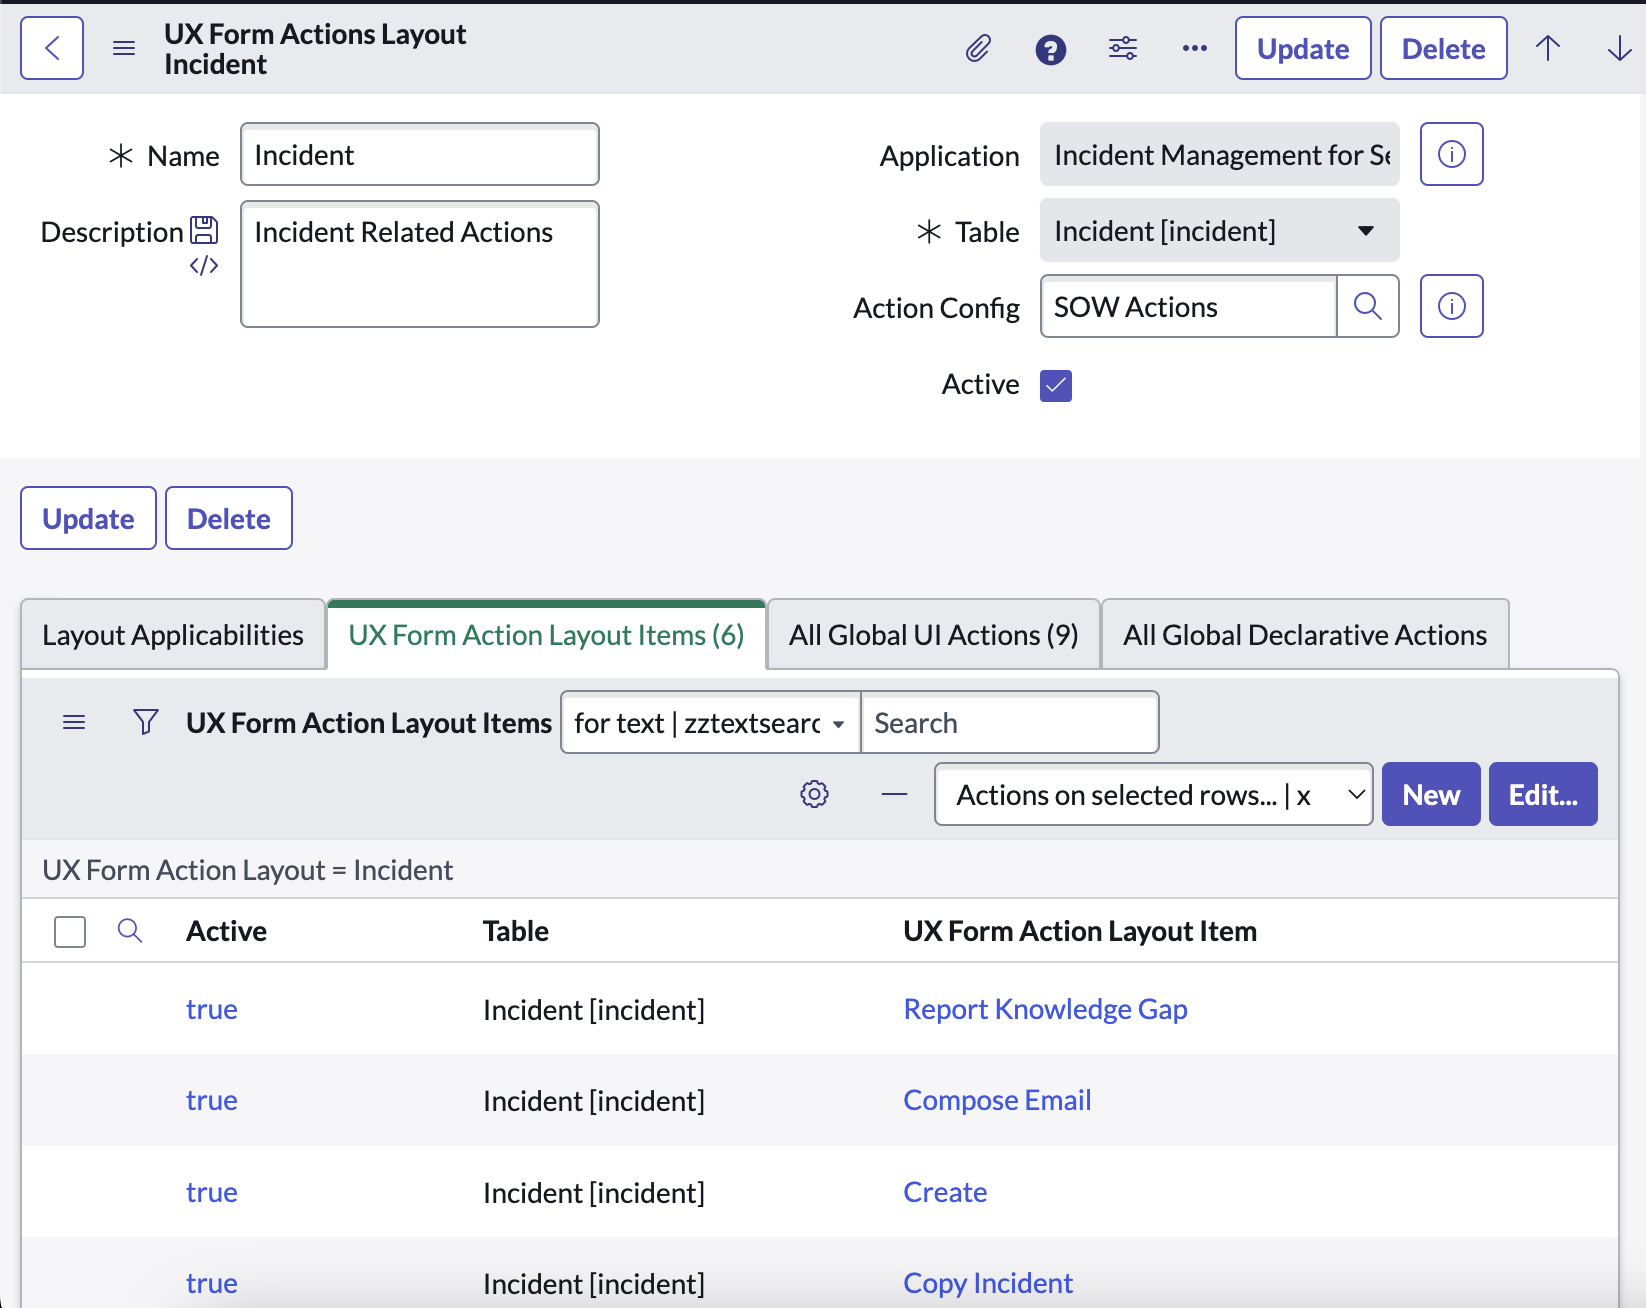 UX Form Actions Layout
Incident
Update
Delete
Name
Incident
Application
Incident Management for Se
Description
Incident Related Actions
Table
Incident [incident]
Action Config
SOW Actions
Active
Update
Delete
Layout Applicabilities
UX Form Action Layout Items (6)
All Global UI Actions (9)
All Global Declarative Actions
UX Form Action Layout Items
for text | zztextsearc
Search
Actions on selected rows... | x
New
Edit...
UX Form Action Layout = Incident
Active Table UX Form Action Layout Item
true Incident [incident] Report Knowledge Gap
true Incident [incident] Compose Email
true Incident [incident] Create
true Incident [incident] Copy Incident